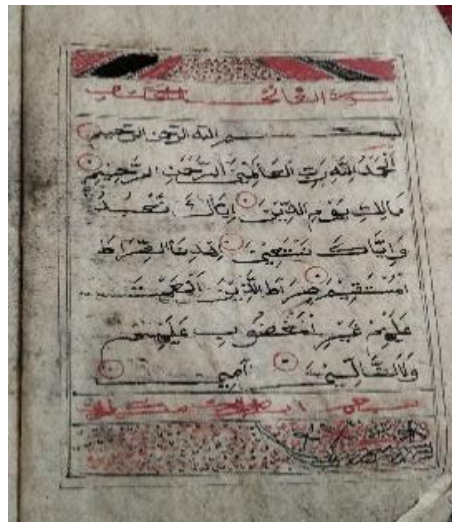 سورة الفاتحة الكتاب
بسم الله الرحمن الرحيم
الحمد لله رب العالمين الرحمن الرحيم
مالك يوم الدين إياك نعبد
وإياك نستعين اهدنا الصراط
المستقيم صراط الذين أنعمت
عليهم غير المغضوب عليهم
ولا الضالين آمين